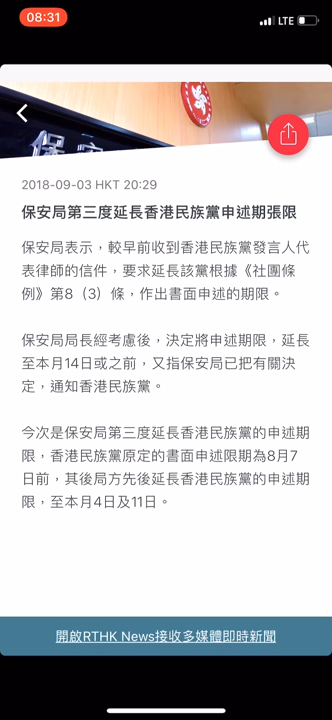 08:31
LTE
保安
2018-09-03 HKT 20:29
保安局第三度延長香港民族黨申述期張限
保安局表示，較早前收到香港民族黨發言人代
表律師的信件，要求延長該黨根據《社團條
例》第8（3）條，作出書面申述的期限。
保安局局長經考慮後，決定將申述期限，延長
至本月14日或之前，又指保安局已把有關決
定，通知香港民族黨。
今次是保安局第三度延長香港民族黨的申述期
限，香港民族黨原定的書面申述限期為8月7
日前，其後局方先後延長香港民族黨的申述期
限，至本月4日及11日。
開啟RTHK News接收多媒體即時新聞